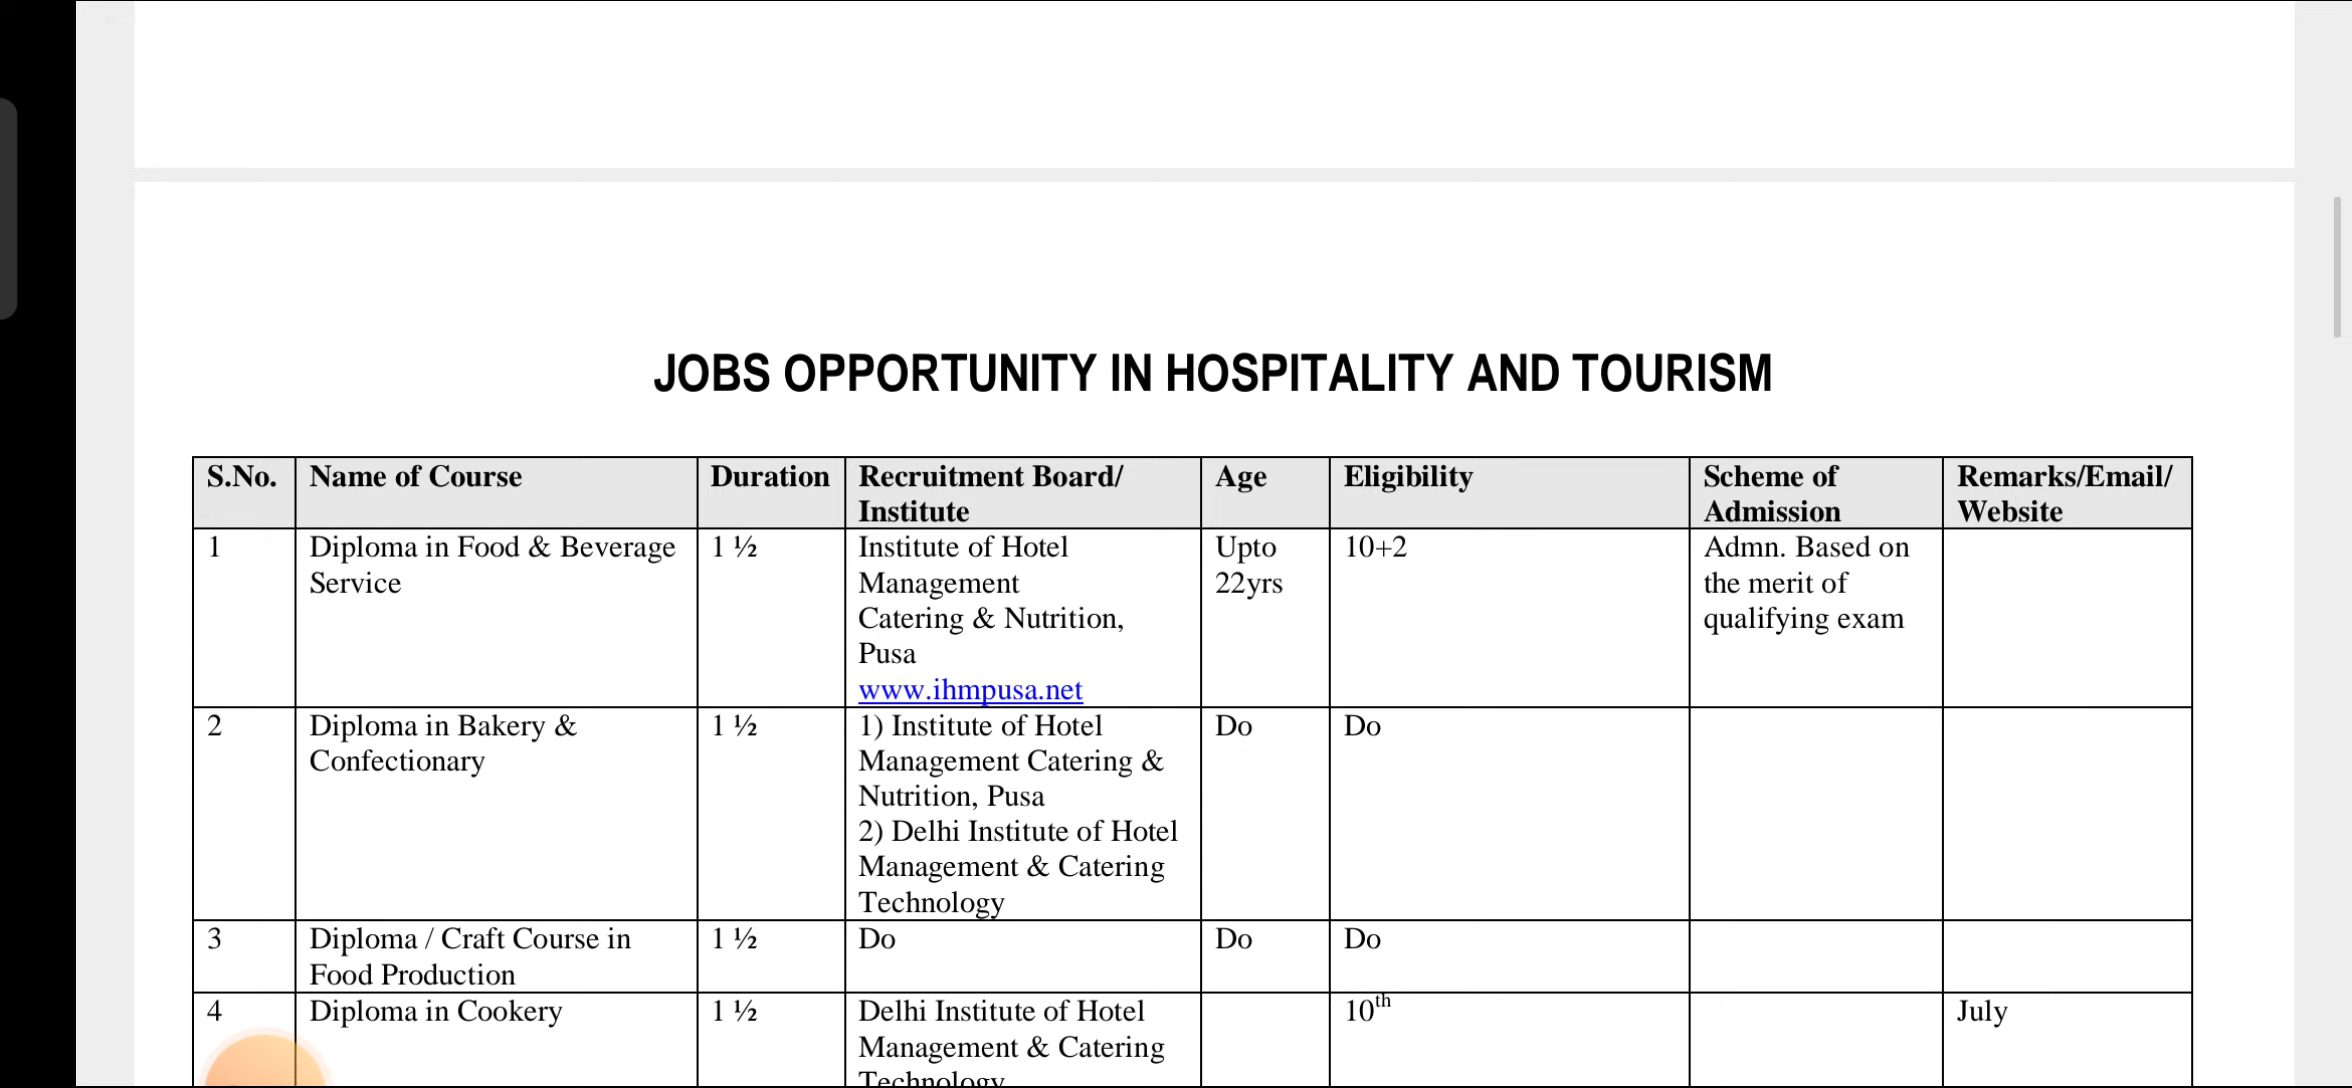 JOBS OPPORTUNITY IN HOSPITALITY AND TOURISM
S.No. Name of Course Duration Recruitment Board/ Age Eligibility Scheme of Remarks/Email/
Institute Admission Website
1 Diploma in Food & Beverage 1 ½ Institute of Hotel Upto 10+2 Admn. Based on
Service Management 22yrs the merit of
Catering & Nutrition, qualifying exam
Pusa
www.ihmpusa.net
2 Diploma in Bakery & 1 ½ 1) Institute of Hotel Do Do
Confectionary Management Catering &
Nutrition, Pusa
2) Delhi Institute of Hotel
Management & Catering
Technology
3 Diploma / Craft Course in 1 ½ Do Do Do
Food Production
4 Diploma in Cookery 1 ½ Delhi Institute of Hotel 10th July
Management & Catering
Technology